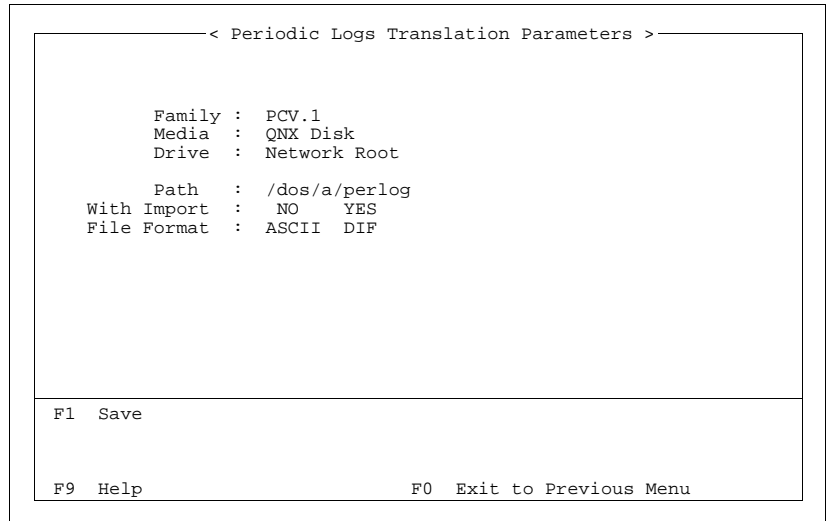 < Periodic Logs Translation Parameters >
Family : PCV.1
Media : QNX Disk
Drive : Network Root
Path : /dos/a/perlog
With Import : NO YES
File Format : ASCII DIF
F1 Save
F9 Help F0 Exit to Previous Menu